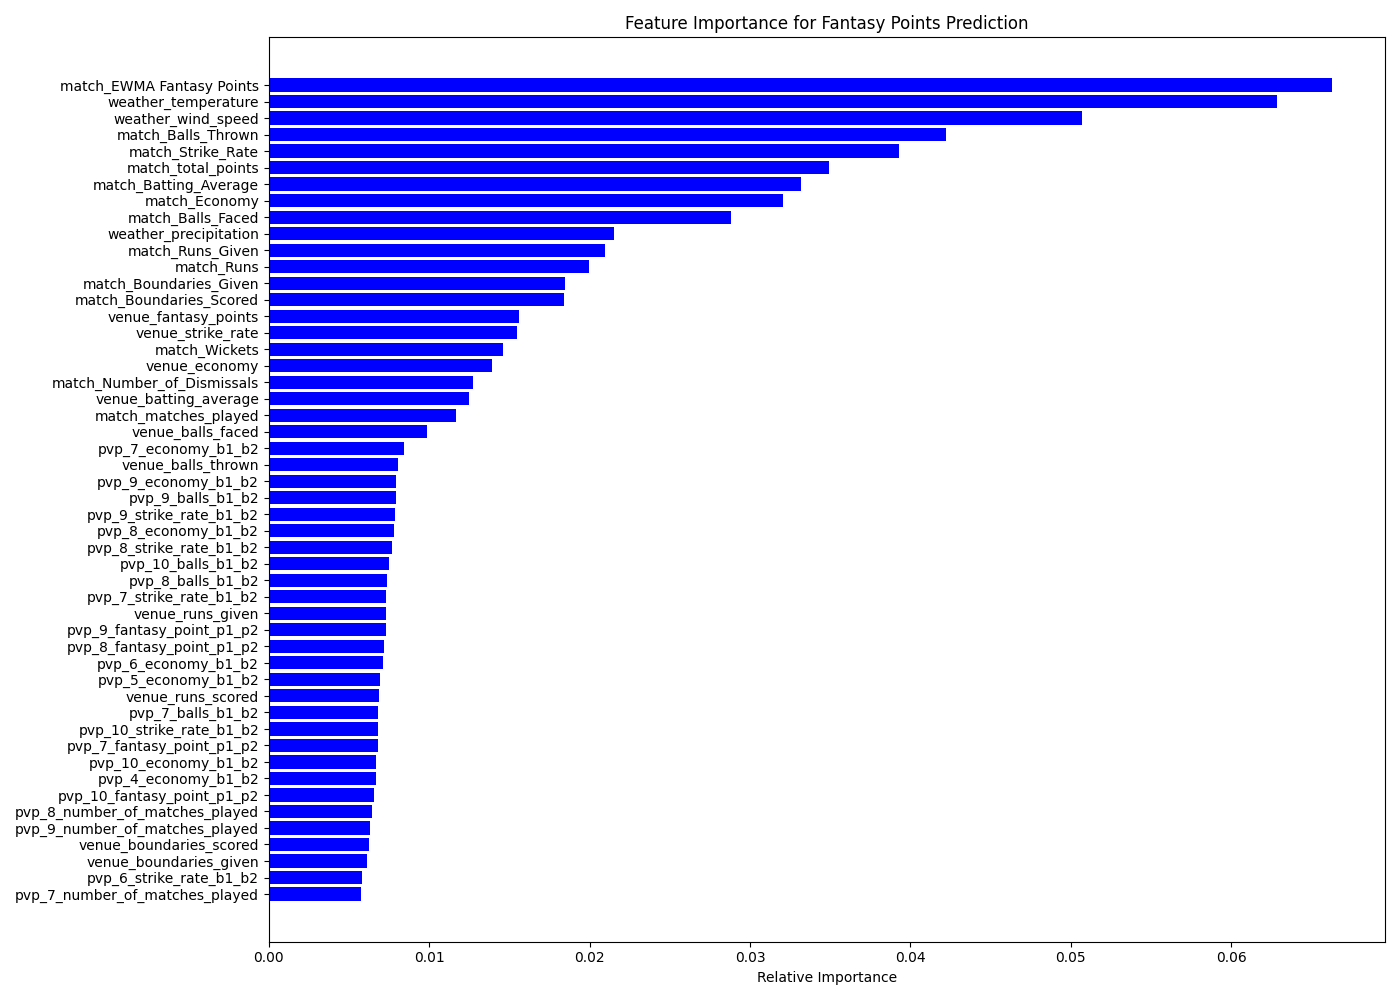 Feature Importance for Fantasy Points Prediction
match_EWMA Fantasy Points
weather_temperature
weather_wind_speed
match_Balls_Thrown
match_Strike_Rate
match_total_points
match_Batting_Average
match_Economy
match_Balls_Faced
weather_precipitation
match_Runs_Given
match_Runs
match_Boundaries_Given
match_Boundaries_Scored
venue_fantasy_points
venue_strike_rate
match_Wickets
venue_economy
match_Number_of_Dismissals
venue_batting_average
match_matches_played
venue_balls_faced
pvp_7_economy_b1_b2
venue_balls_thrown
pvp_9_economy_b1_b2
pvp_9_balls_b1_b2
pvp_9_strike_rate_b1_b2
pvp_8_economy_b1_b2
pvp_8_strike_rate_b1_b2
pvp_10_balls_b1_b2
pvp_8_balls_b1_b2
pvp_7_strike_rate_b1_b2
venue_runs_given
pvp_9_fantasy_point_p1_p2
pvp_8_fantasy_point_p1_p2
pvp_6_economy_b1_b2
pvp_5_economy_b1_b2
venue_runs_scored
pvp_7_balls_b1_b2
pvp_10_strike_rate_b1_b2
pvp_7_fantasy_point_p1_p2
pvp_10_economy_b1_b2
pvp_4_economy_b1_b2
pvp_10_fantasy_point_p1_p2
pvp_8_number_of_matches_played
pvp_9_number_of_matches_played
venue_boundaries_scored
venue_boundaries_given
pvp_6_strike_rate_b1_b2
pvp_7_number_of_matches_played
0.00 0.01 0.02 0.03 0.04 0.05 0.06
Relative Importance